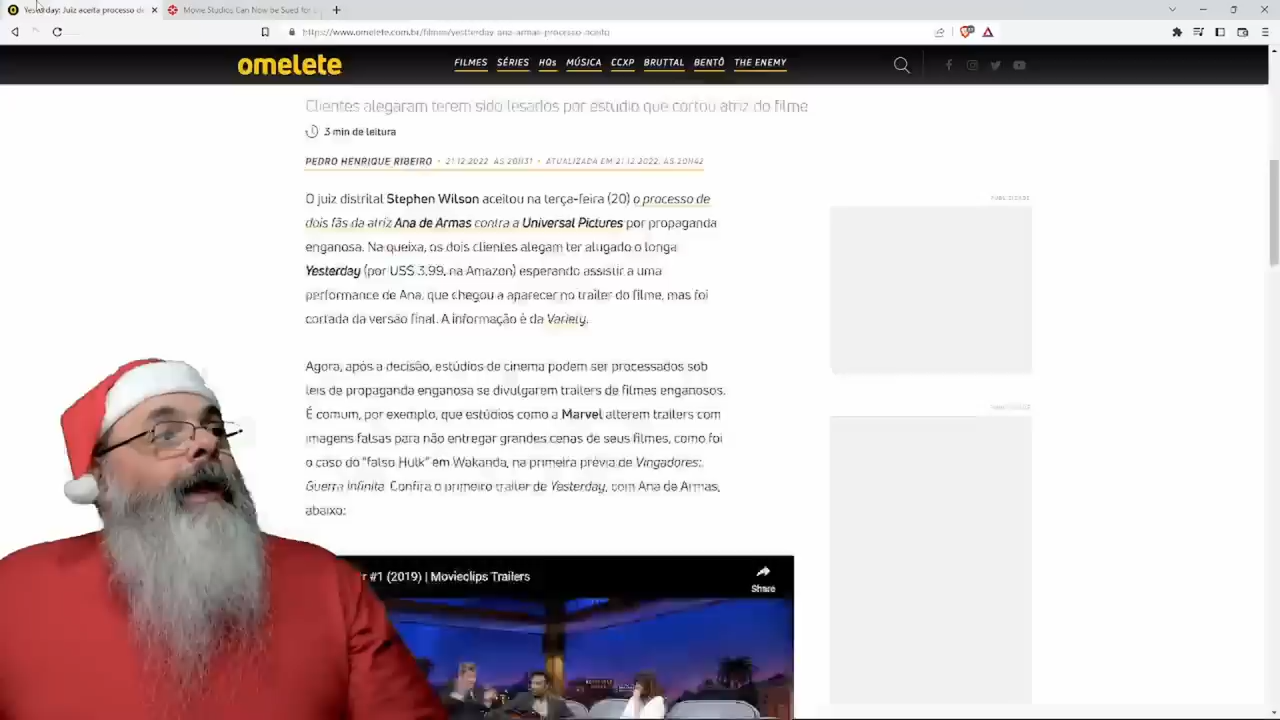 Yesterday: Juiz aceita processo de
Movie Studios Can Now be Sued for
https://www.omelete.com.br/filmes/yesterday-ana-armas-processo-aceito
omelete
FILMES SÉRIES HQs MÚSICA CCXP BRUTTAL BENTÔ THE ENEMY
Clientes alegaram terem sido lesados por estúdio que cortou atriz do filme
3 min de leitura
PEDRO HENRIQUE RIBEIRO • 21.12.2022, ÀS 20H31 • ATUALIZADA EM 21.12.2022, ÀS 20H42
O juiz distrital Stephen Wilson aceitou na terça-feira (20) o processo de
dois fãs da atriz Ana de Armas contra a Universal Pictures por propaganda
enganosa. Na queixa, os dois clientes alegam ter alugado o longa
Yesterday (por US$ 3.99, na Amazon) esperando assistir a uma
performance de Ana, que chegou a aparecer no trailer do filme, mas foi
cortada da versão final. A informação é da Variety.
PUBLICIDADE
Agora, após a decisão, estúdios de cinema podem ser processados sob
leis de propaganda enganosa se divulgarem trailers de filmes enganosos.
É comum, por exemplo, que estúdios como a Marvel alterem trailers com
imagens falsas para não entregar grandes cenas de seus filmes, como foi
o caso do "falso Hulk" em Wakanda, na primeira prévia de Vingadores:
Guerra Infinita. Confira o primeiro trailer de Yesterday, com Ana de Armas,
abaixo:
#1 (2019) | Movieclips Trailers
Share